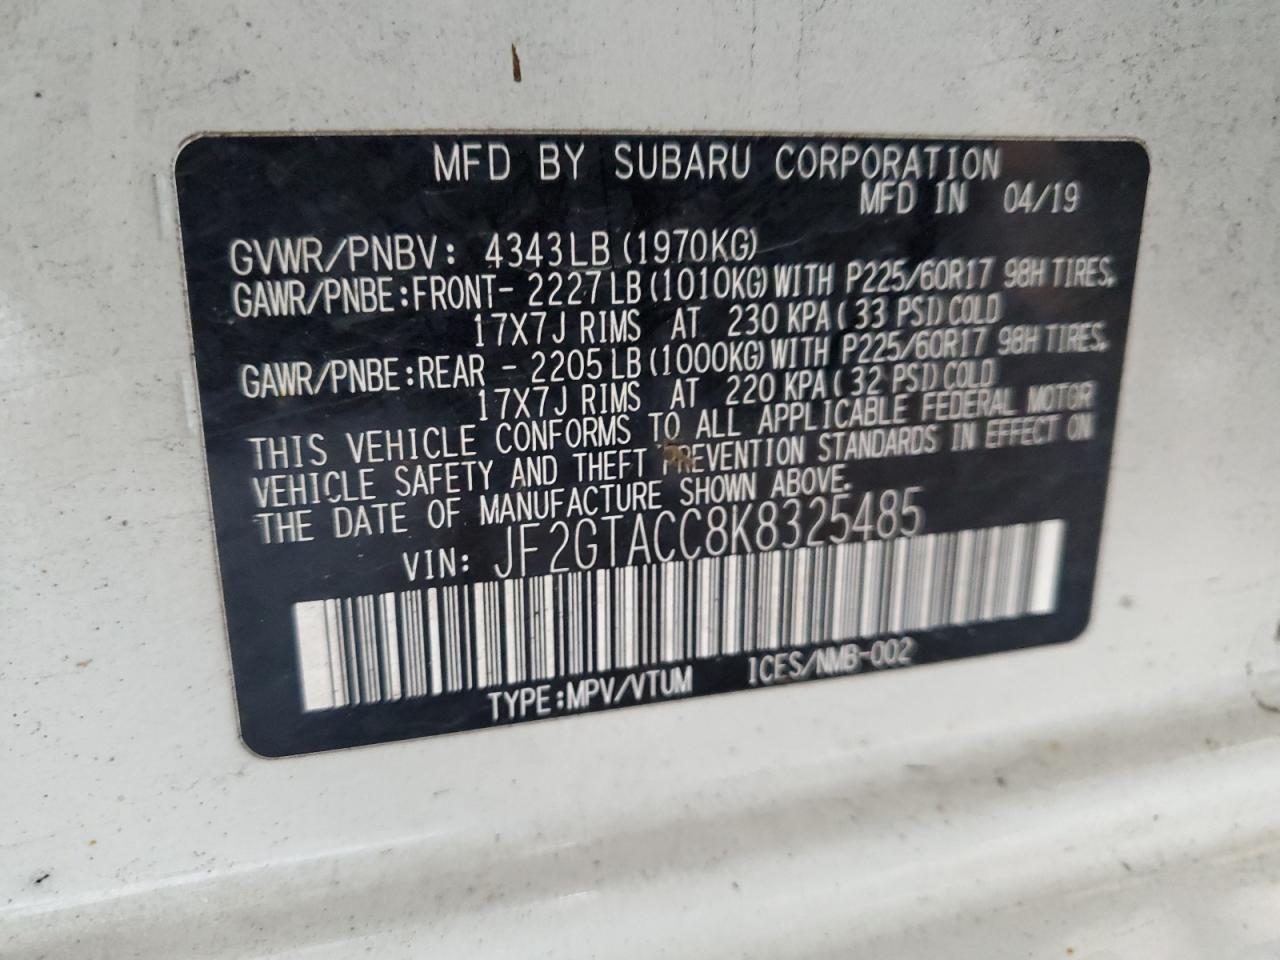 MFD BY SUBARU CORPORATION
MFD IN 04/19
GVWR/PNBV: 4343LB (1970KG)
GAWR/PNBE:FRONT- 2227LB(1010KG)WITH P225/60R17 98H TIRES,
17X7J RIMS AT 230 KPA(33 PSI)COLD
GAWR/PNBE:REAR - 2205LB(1000KG)WITH P225/60R17 98H TIRES,
17X7J RIMS AT 220 KPA(32 PSI)COLD
THIS VEHICLE CONFORMS TO ALL APPLICABLE FEDERAL MOTOR
VEHICLE SAFETY AND THEFT PREVENTION STANDARDS IN EFFECT ON
THE DATE OF MANUFACTURE SHOWN ABOVE.
VIN: JF2GTACC8K8325485
TYPE:MPV/VTUM ICES/NMB-002